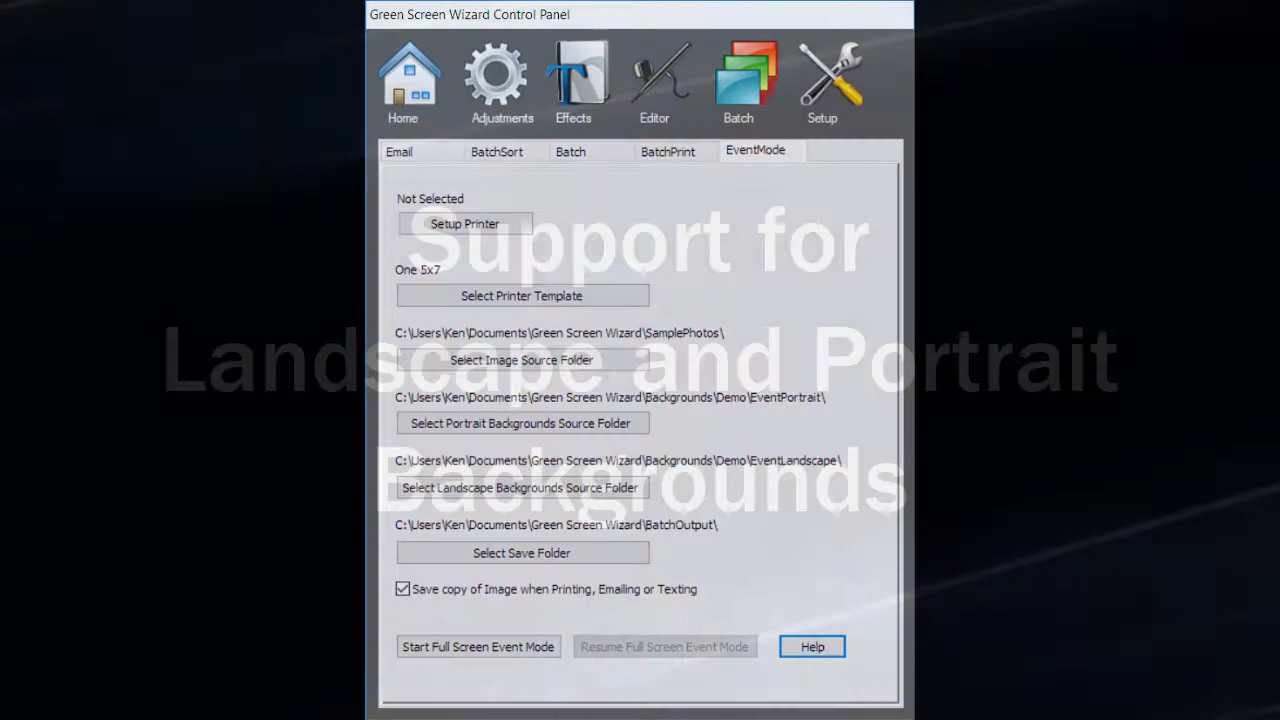 Green Screen Wizard Control Panel
Home Adjustments Effects Editor Batch Setup
Email BatchSort Batch BatchPrint EventMode
Not Selected
Setup Printer
One 5x7
Select Printer Template
C:\Users\Ken\Documents\Green Screen Wizard\SamplePhotos\
Select Image Source Folder
C:\Users\Ken\Documents\Green Screen Wizard\Backgrounds\Demo\EventPortrait\
Select Portrait Backgrounds Source Folder
C:\Users\Ken\Documents\Green Screen Wizard\Backgrounds\Demo\EventLandscape\
Select Landscape Backgrounds Source Folder
C:\Users\Ken\Documents\Green Screen Wizard\BatchOutput\
Select Save Folder
Save copy of Image when Printing, Emailing or Texting
Start Full Screen Event Mode Resume Full Screen Event Mode Help
Support for
Landscape and Portrait
Backgrounds